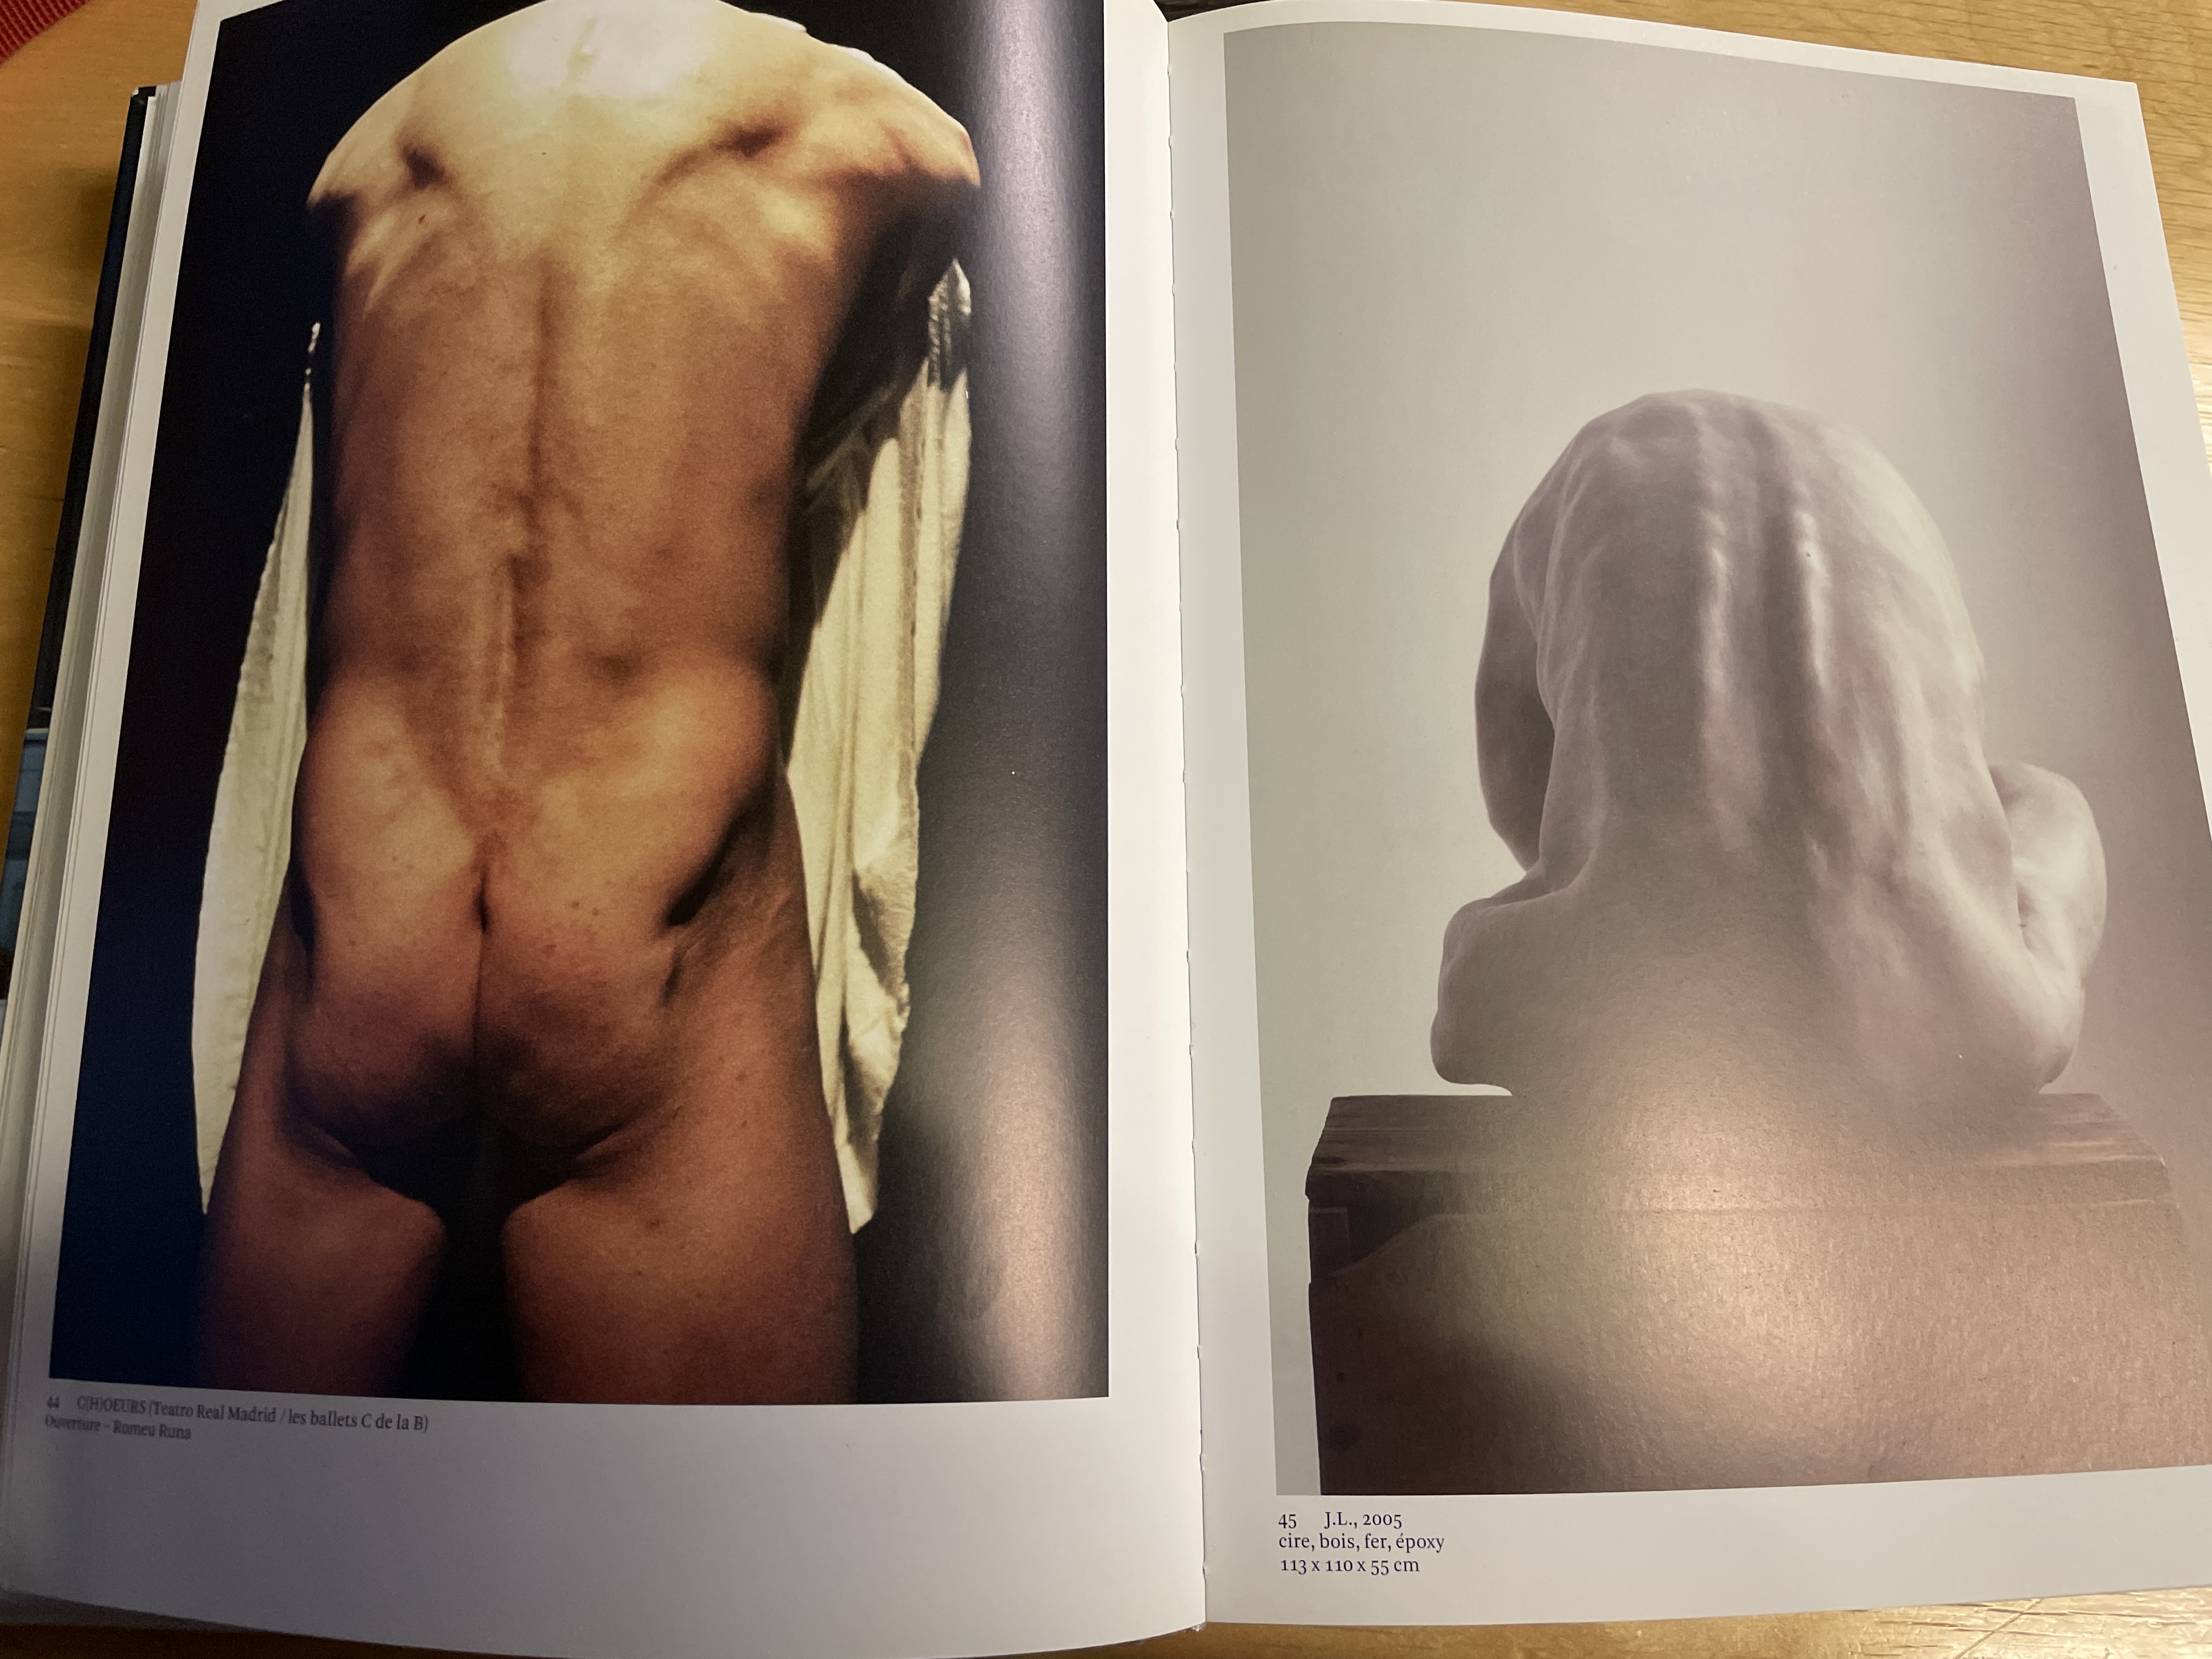 44 C(H)OEURS (Teatro Real Madrid / les ballets C de la B)
Ouverture – Romeu Runa
45 J.L., 2005
cire, bois, fer, époxy
113 x 110 x 55 cm